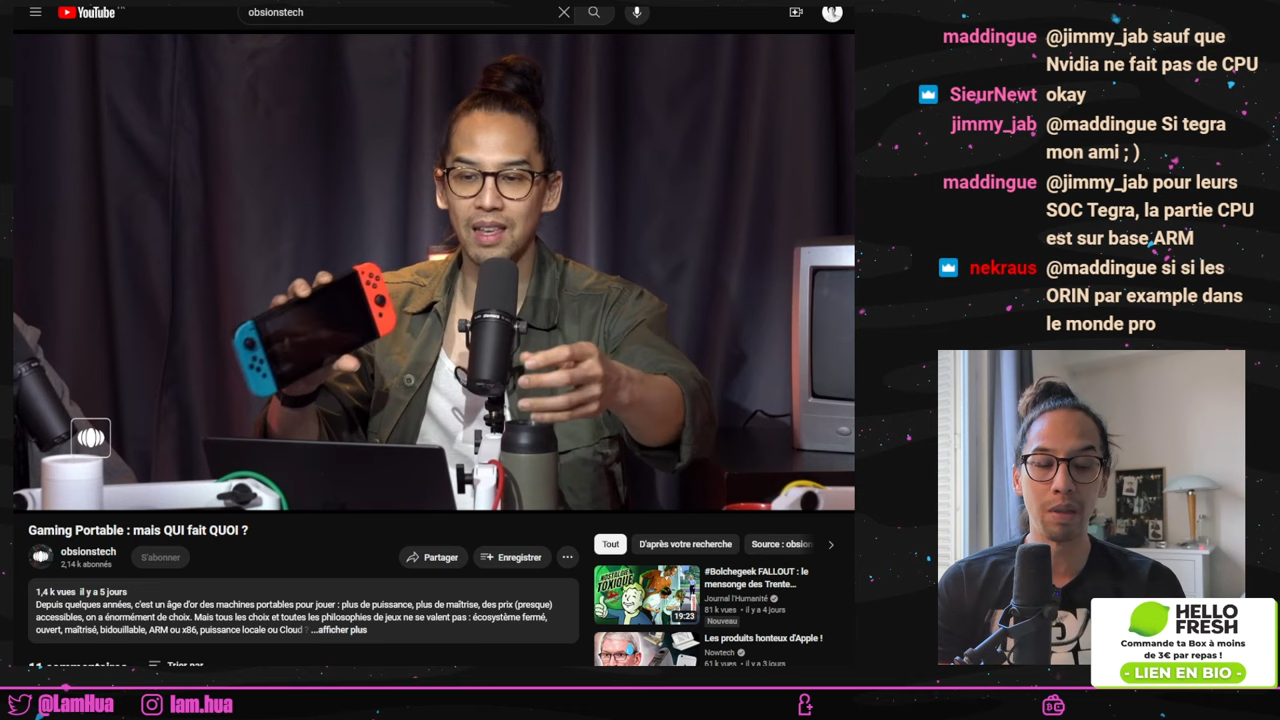 YouTube
obsionstech
Gaming Portable : mais QUI fait QUOI ?
obsionstech
2,14 k abonnés
S'abonner
Partager
Enregistrer
1,4 k vues il y a 5 jours
Depuis quelques années, c'est un âge d'or des machines portables pour jouer : plus de puissance, plus de maîtrise, des prix (presque)
accessibles, on a énormément de choix. Mais tous les choix et toutes les philosophies de jeu ne se valent pas : écosystème fermé,
ouvert, maîtrisé, bidouillable, ARM ou x86, puissance locale ou Cloud ? ...afficher plus
11 commentaires
Trier par
Tout
D'après votre recherche
Source : obsion
#Bolchegeek FALLOUT : le
mensonge des Trente...
Journal l'Humanité
81 k vues • il y a 4 jours
Nouveau
NOSTALGIE
TOXIQUE
19:23
Les produits honteux d'Apple !
Nowtech
61 k vues • il y a 3 jours
maddingue @jimmy_jab sauf que
Nvidia ne fait pas de CPU
SieurNewt okay
jimmy_jab @maddingue Si tegra
mon ami ; )
maddingue @jimmy_jab pour leurs
SOC Tegra, la partie CPU
est sur base ARM
nekraus @maddingue si si les
ORIN par example dans
le monde pro
HELLO
FRESH
Commande ta Box à moins
de 3€ par repas !
- LIEN EN BIO -
@LamHua
lam.hua